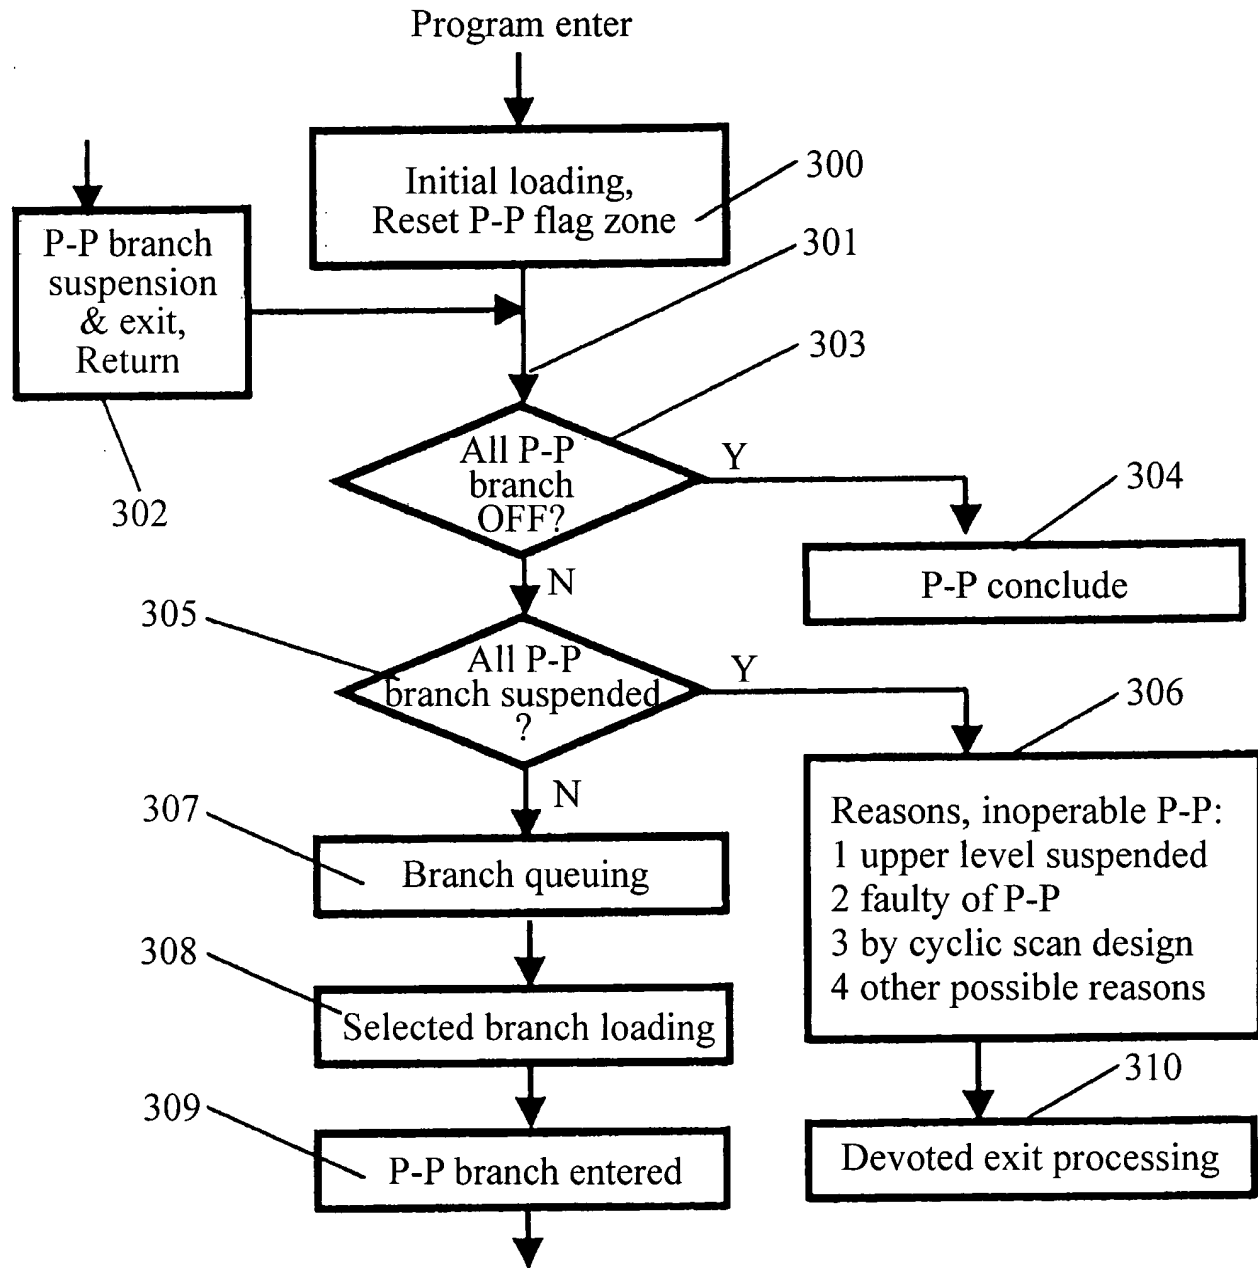 Program enter
Initial loading,
Reset P-P flag zone
300
301
P-P branch
suspension
& exit,
Return
302
303
All P-P
branch
OFF?
Y
304
P-P conclude
N
305
All P-P
branch suspended
?
Y
306
Reasons, inoperable P-P:
1 upper level suspended
2 faulty of P-P
3 by cyclic scan design
4 other possible reasons
N
307
Branch queuing
308
Selected branch loading
310
Devoted exit processing
309
P-P branch entered